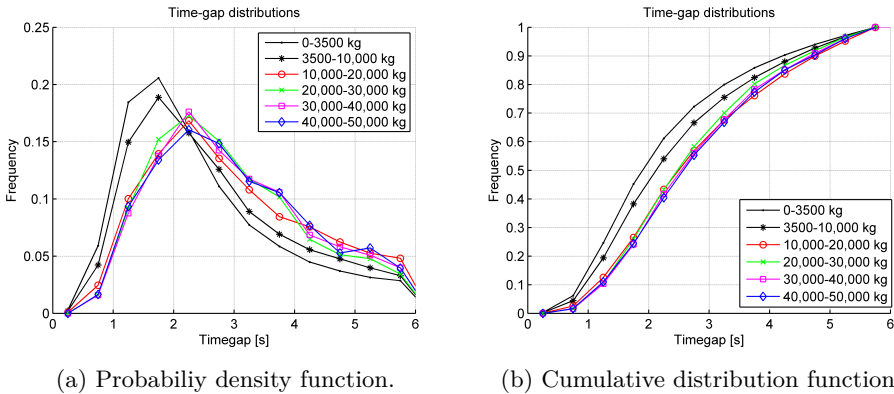 Time-gap distributions
0.25
0.2
0.15
0.1
0.05
0
0 1 2 3 4 5 6
Frequency
Timegap [s]
0-3500 kg
3500-10,000 kg
10,000-20,000 kg
20,000-30,000 kg
30,000-40,000 kg
40,000-50,000 kg
(a) Probabiliy density function.
Time-gap distributions
1
0.9
0.8
0.7
0.6
0.5
0.4
0.3
0.2
0.1
0
0 1 2 3 4 5 6
Frequency
Timegap [s]
0-3500 kg
3500-10,000 kg
10,000-20,000 kg
20,000-30,000 kg
30,000-40,000 kg
40,000-50,000 kg
(b) Cumulative distribution function